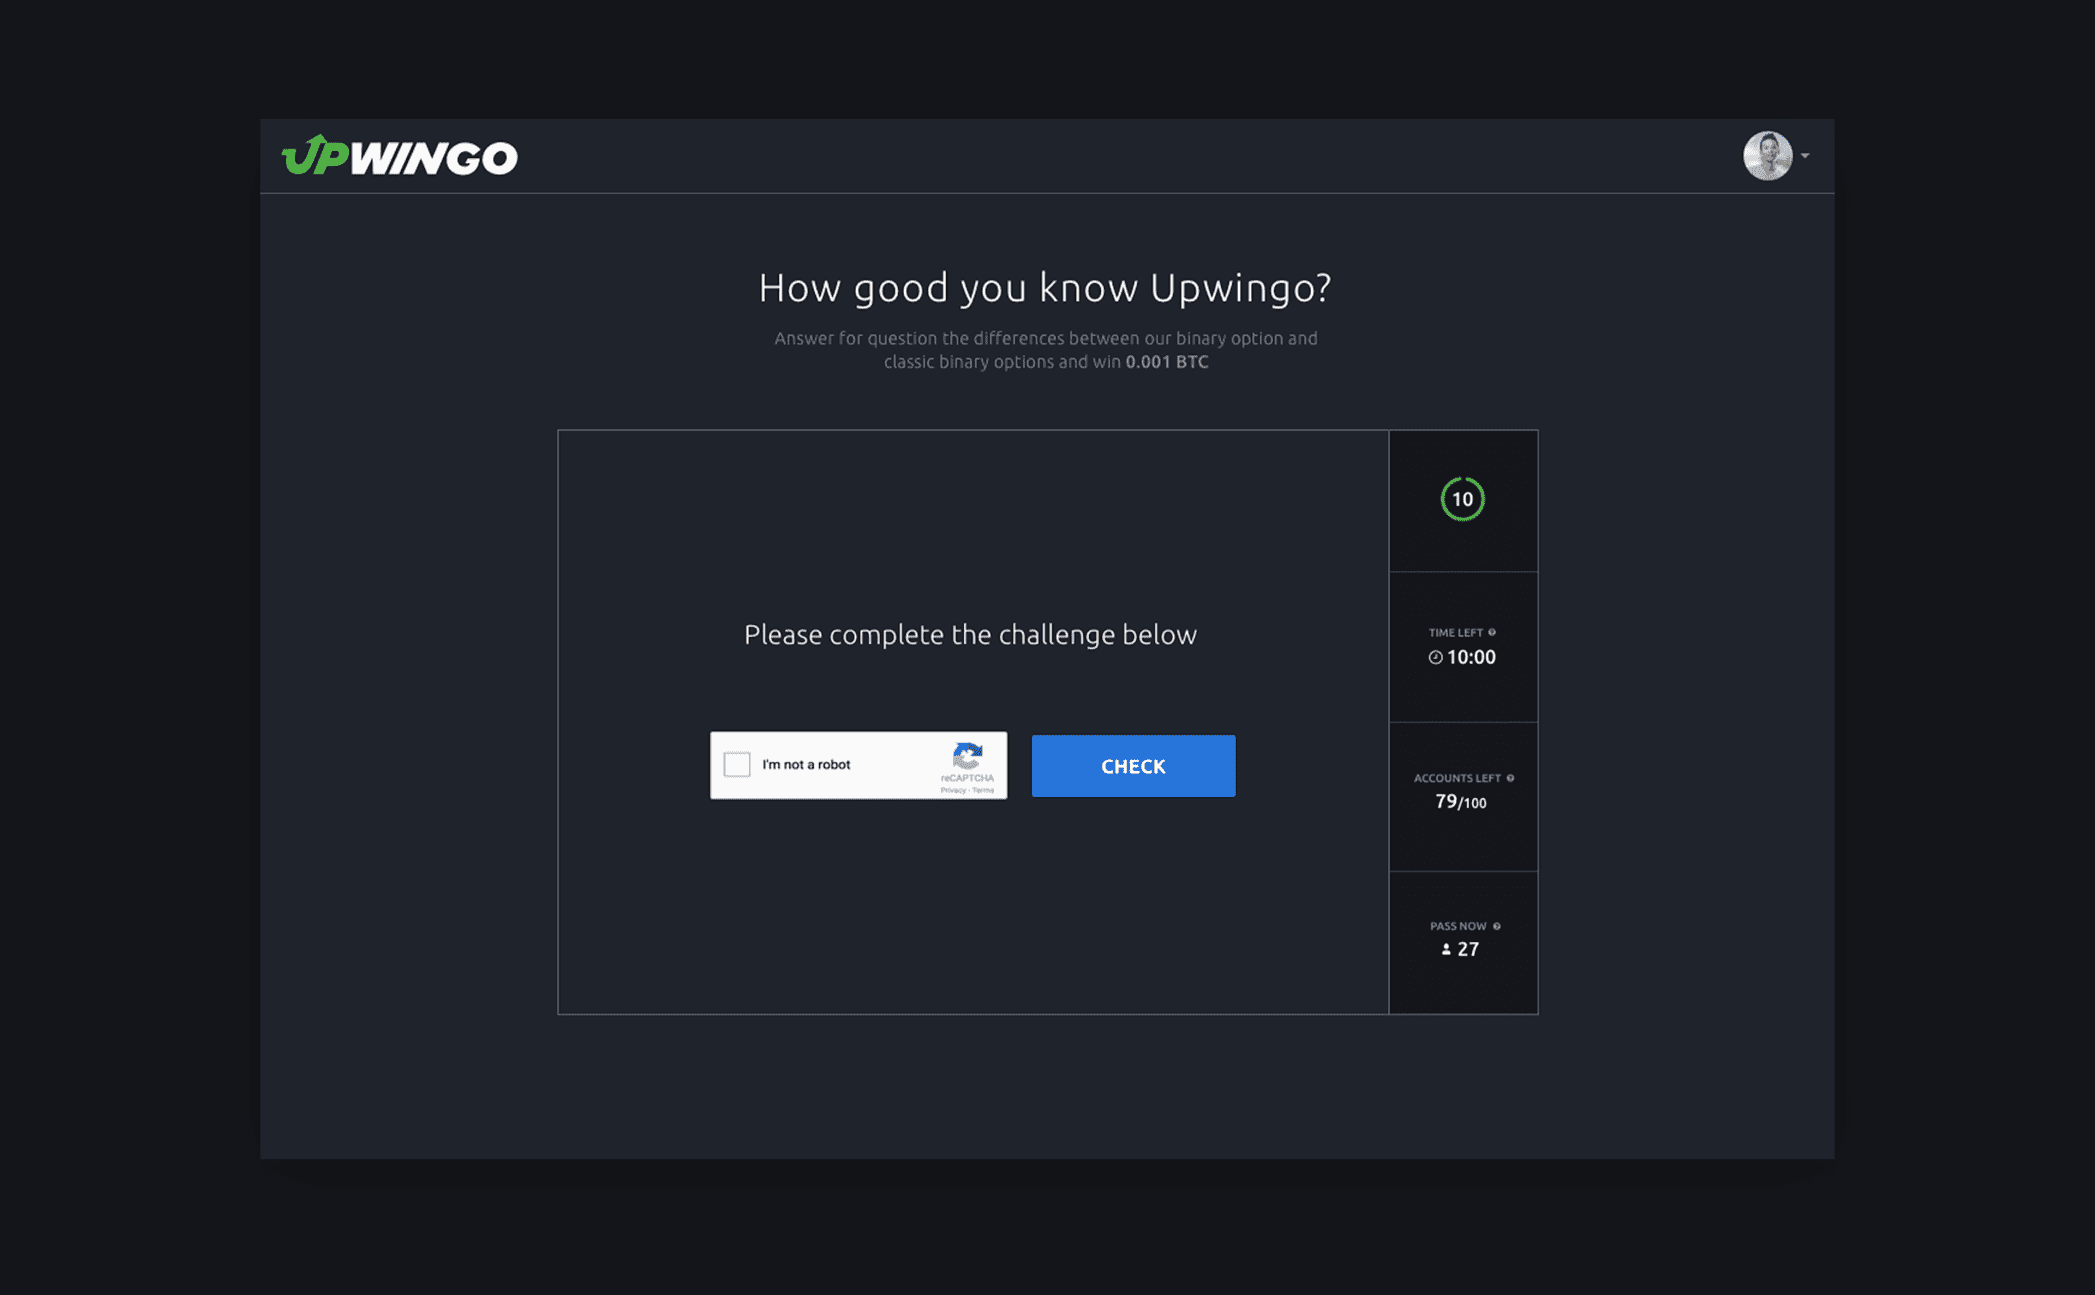 UPWINGO
How good you know Upwingo?
Answer for question the differences between our binary option and
classic binary options and win 0.001 BTC
10
Please complete the challenge below
TIME LEFT
10:00
I'm not a robot
reCAPTCHA
Privacy - Terms
CHECK
ACCOUNTS LEFT
79/100
PASS NOW
27